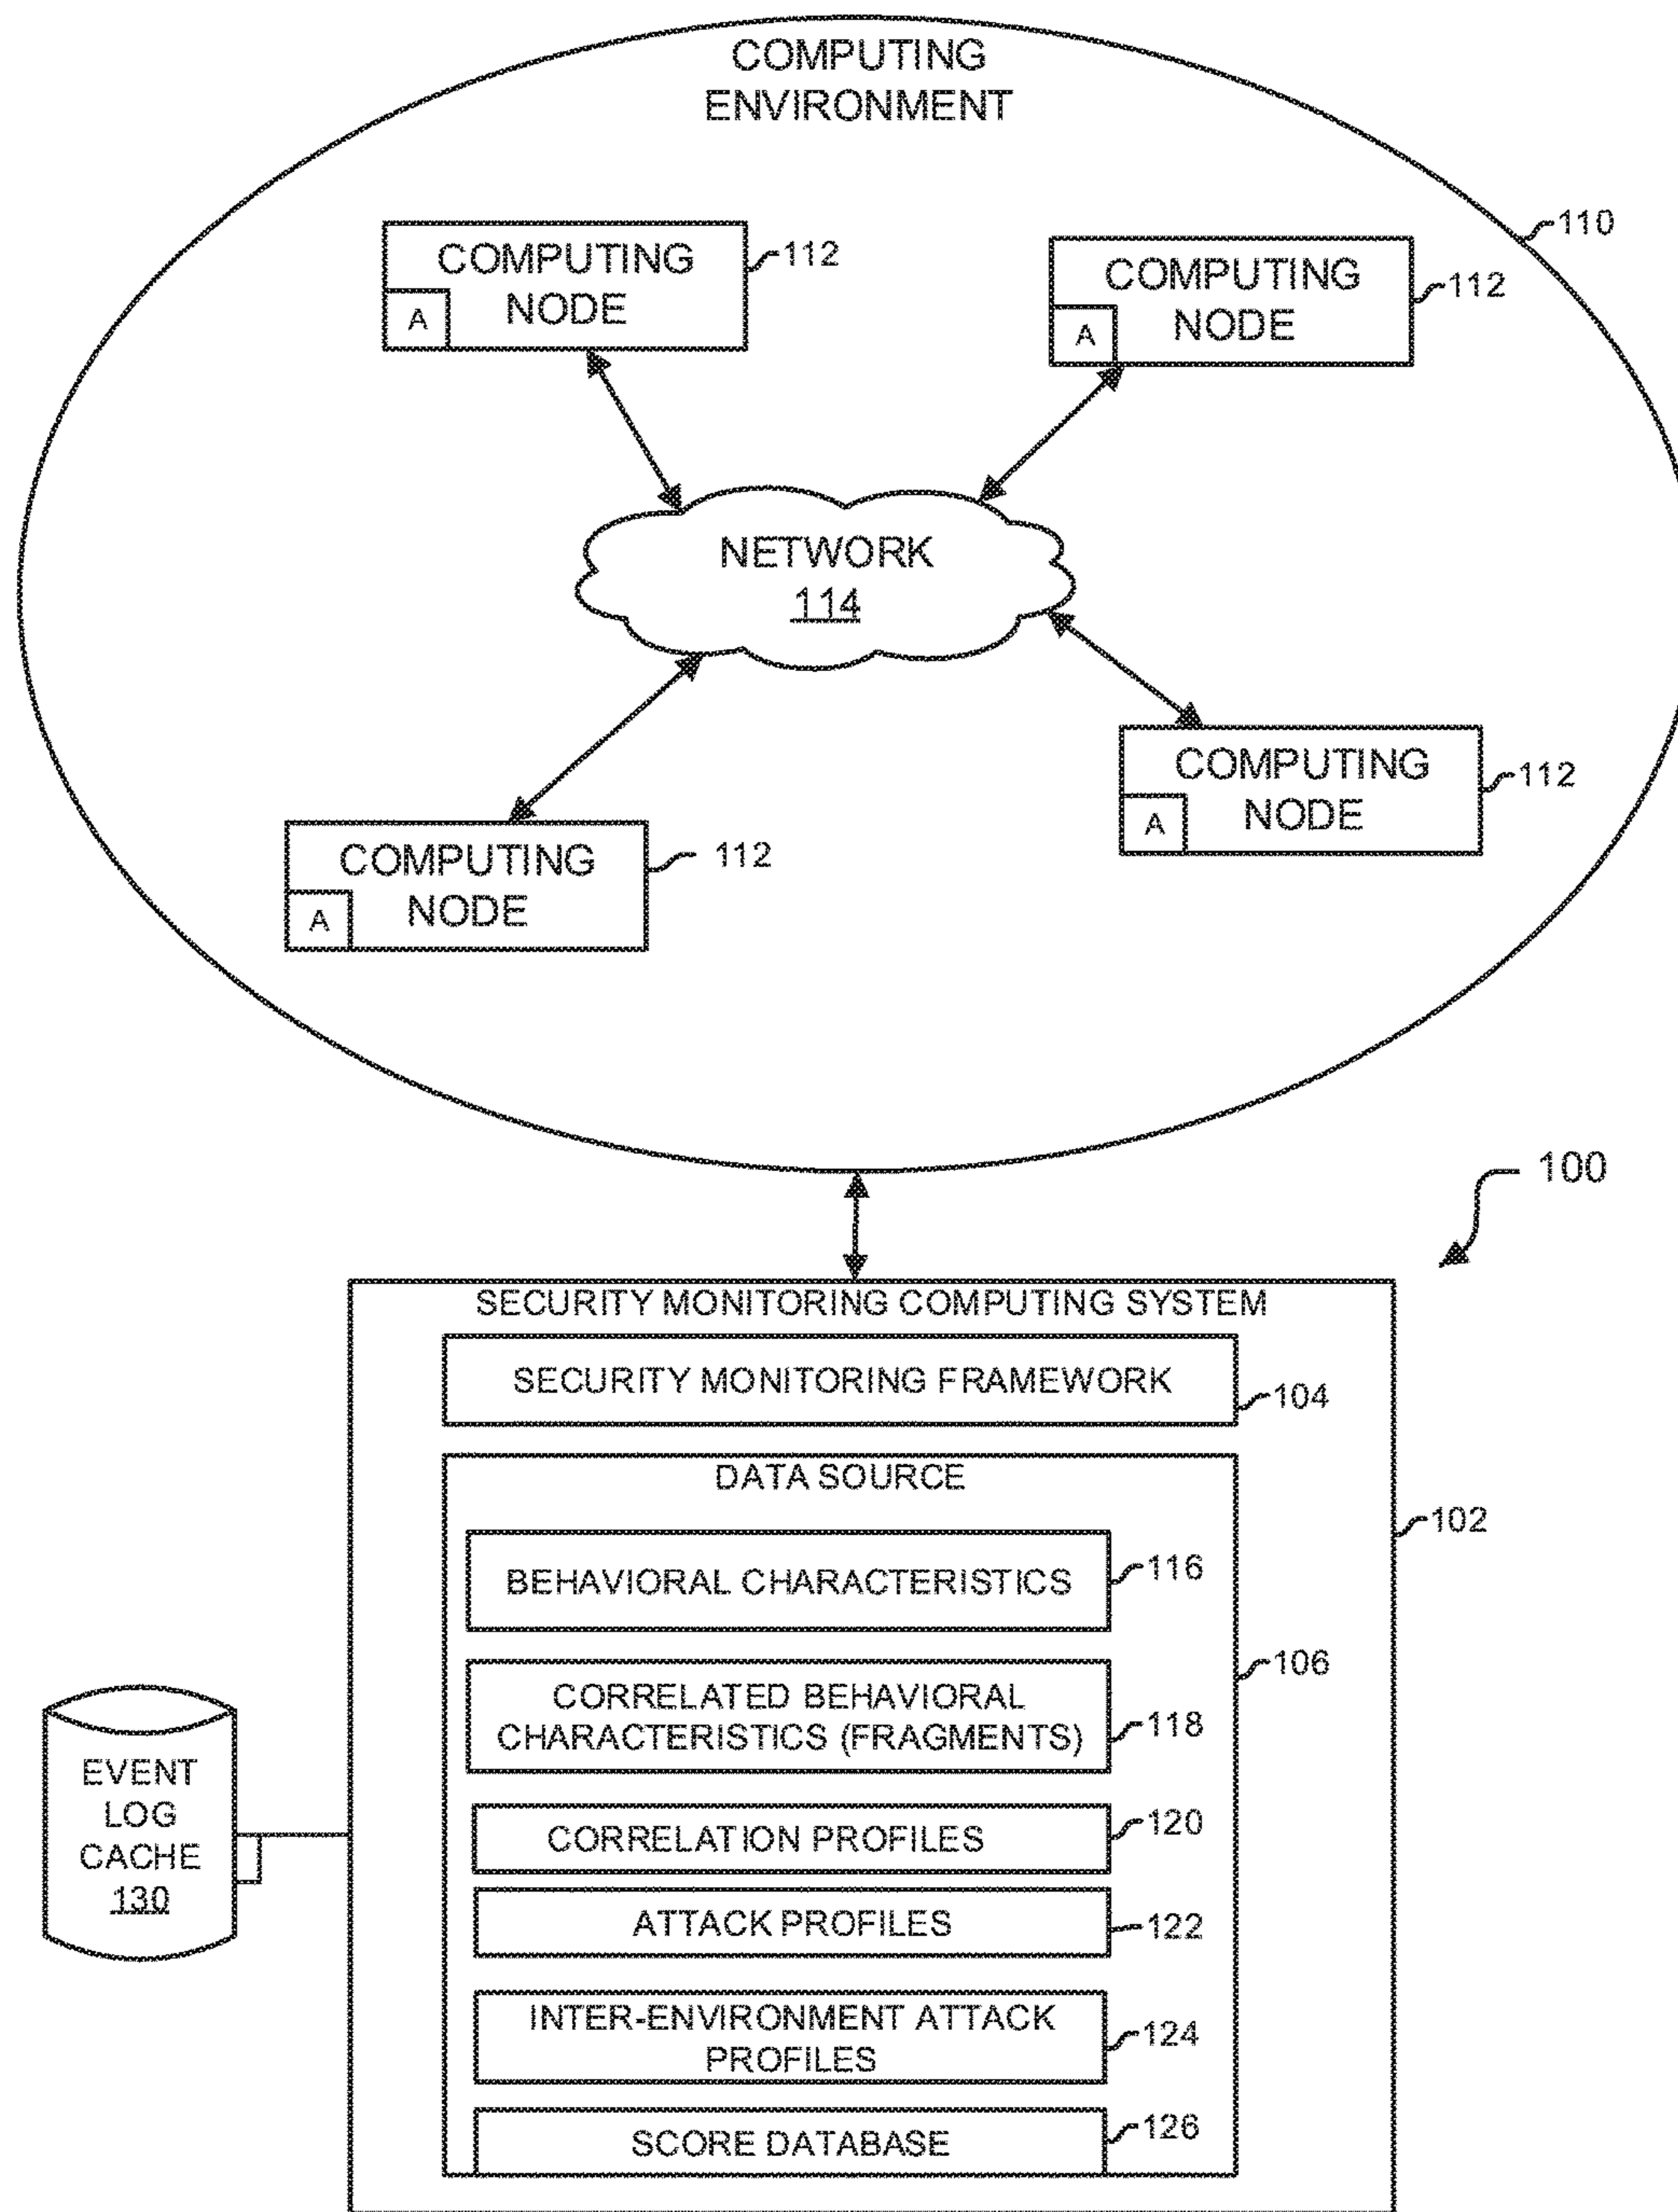 COMPUTING
ENVIRONMENT
110
COMPUTING
NODE
A
112
COMPUTING
NODE
A
112
NETWORK
114
COMPUTING
NODE
A
112
COMPUTING
NODE
A
112
100
SECURITY MONITORING COMPUTING SYSTEM
SECURITY MONITORING FRAMEWORK
104
DATA SOURCE
102
BEHAVIORAL CHARACTERISTICS
116
106
CORRELATED BEHAVIORAL
CHARACTERISTICS (FRAGMENTS)
118
EVENT
LOG
CACHE
130
CORRELATION PROFILES
120
ATTACK PROFILES
122
INTER-ENVIRONMENT ATTACK
PROFILES
124
SCORE DATABASE
126